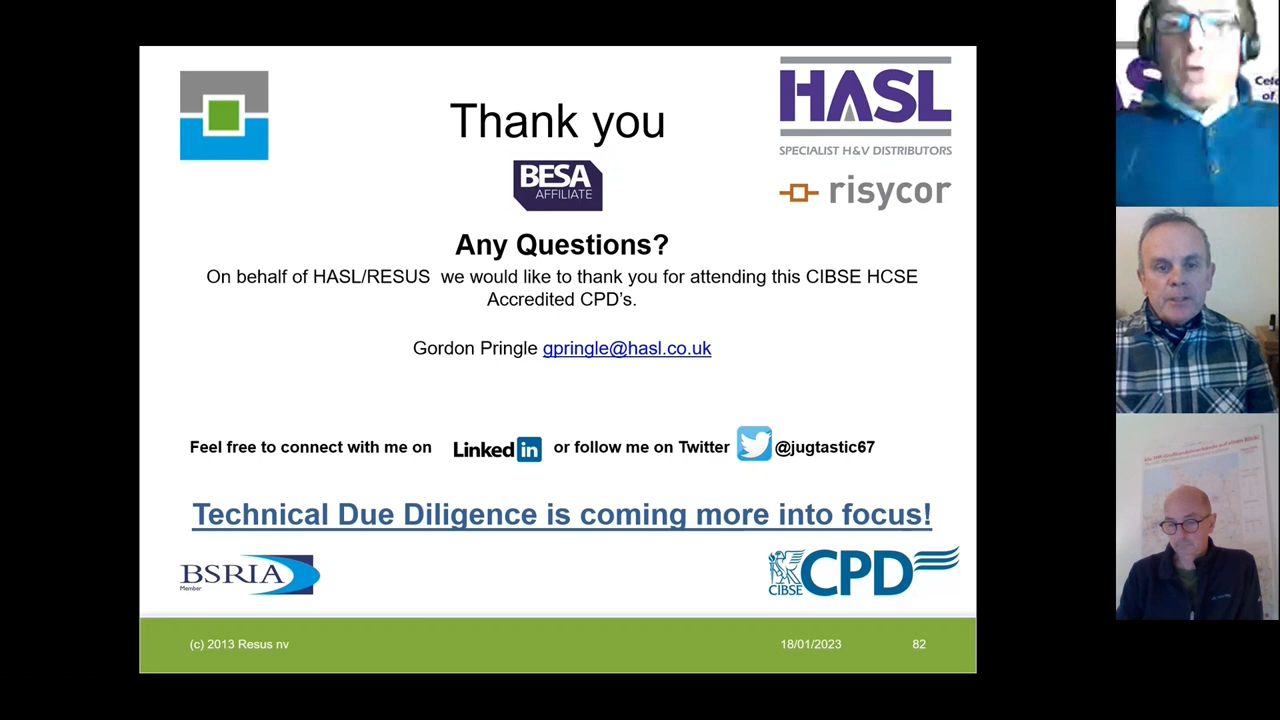 Thank you
HASL
SPECIALIST H&V DISTRIBUTORS
risycor
BESA
AFFILIATE
Any Questions?
On behalf of HASL/RESUS we would like to thank you for attending this CIBSE HCSE
Accredited CPD's.
Gordon Pringle gpringle@hasl.co.uk
Feel free to connect with me on Linked in or follow me on Twitter @jugtastic67
Technical Due Diligence is coming more into focus!
BSRIA
Member
CIBSE CPD
(c) 2013 Resus nv 18/01/2023 82
of